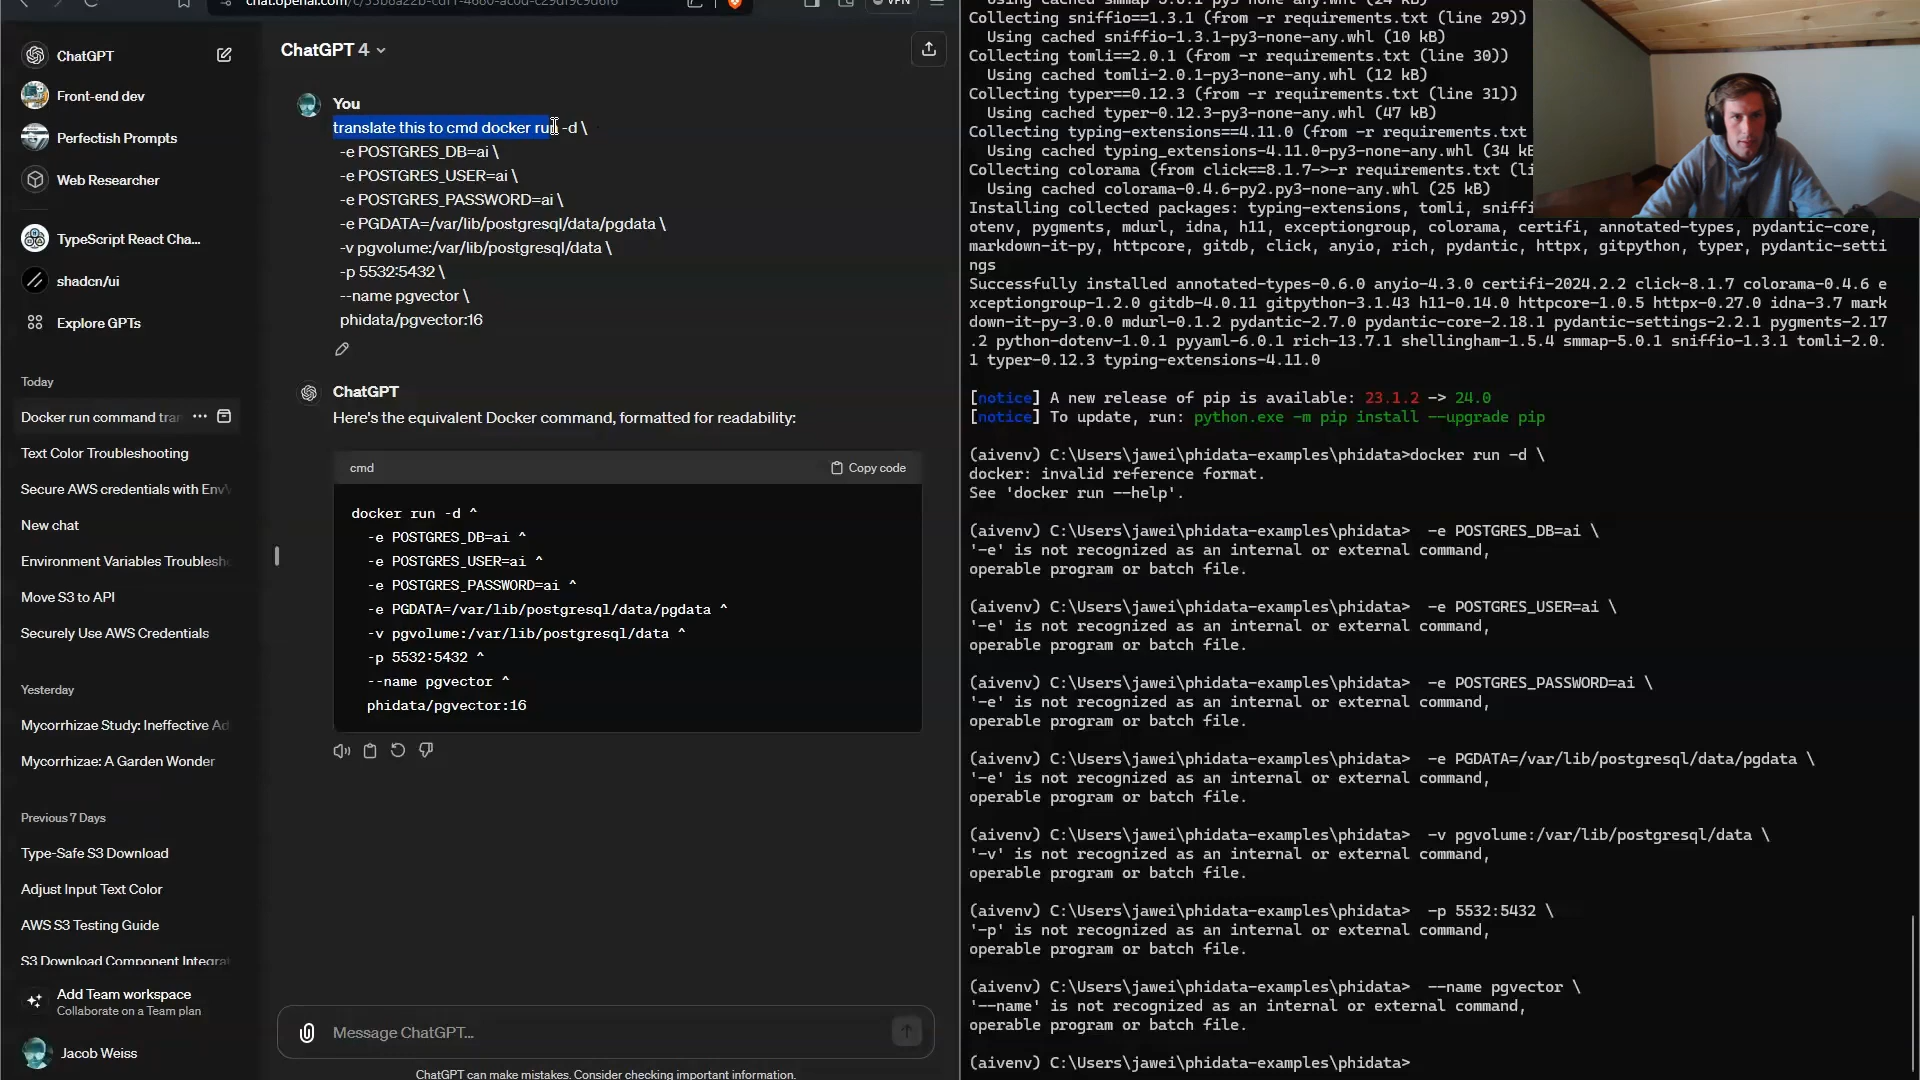 ChatGPT
Front-end dev
Perfectish Prompts
Web Researcher
TypeScript React Cha...
shadcn/ui
Explore GPTs
Today
Docker run command tra
Text Color Troubleshooting
Secure AWS credentials with EnvV
New chat
Environment Variables Troublesh
Move S3 to API
Securely Use AWS Credentials
Yesterday
Mycorrhizae Study: Ineffective Ad
Mycorrhizae: A Garden Wonder
Previous 7 Days
Type-Safe S3 Download
Adjust Input Text Color
AWS S3 Testing Guide
S3 Download Component Integra
Add Team workspace
Collaborate on a Team plan
Jacob Weiss
VPN
ChatGPT 4
You
translate this to cmd docker run -d \
-e POSTGRES_DB=ai \
-e POSTGRES_USER=ai \
-e POSTGRES_PASSWORD=ai \
-e PGDATA=/var/lib/postgresql/data/pgdata \
-v pgvolume:/var/lib/postgresql/data \
-p 5532:5432 \
--name pgvector \
phidata/pgvector:16
ChatGPT
Here's the equivalent Docker command, formatted for readability:
cmd
Copy code
docker run -d ^
-e POSTGRES_DB=ai ^
-e POSTGRES_USER=ai ^
-e POSTGRES_PASSWORD=ai ^
-e PGDATA=/var/lib/postgresql/data/pgdata ^
-v pgvolume:/var/lib/postgresql/data ^
-p 5532:5432 ^
--name pgvector ^
phidata/pgvector:16
Message ChatGPT...
ChatGPT can make mistakes. Consider checking important information.
Collecting sniffio==1.3.1 (from -r requirements.txt (line 29))
Using cached sniffio-1.3.1-py3-none-any.whl (10 kB)
Collecting tomli==2.0.1 (from -r requirements.txt (line 30))
Using cached tomli-2.0.1-py3-none-any.whl (12 kB)
Collecting typer==0.12.3 (from -r requirements.txt (line 31))
Using cached typer-0.12.3-py3-none-any.whl (47 kB)
Collecting typing-extensions==4.11.0 (from -r requirements.txt
Using cached typing_extensions-4.11.0-py3-none-any.whl (34 kB
Collecting colorama (from click==8.1.7->-r requirements.txt (li
Using cached colorama-0.4.6-py2.py3-none-any.whl (25 kB)
Installing collected packages: typing-extensions, tomli, sniffi
otenv, pygments, mdurl, idna, h11, exceptiongroup, colorama, certifi, annotated-types, pydantic-core,
markdown-it-py, httpcore, gitdb, click, anyio, rich, pydantic, httpx, gitpython, typer, pydantic-setti
ngs
Successfully installed annotated-types-0.6.0 anyio-4.3.0 certifi-2024.2.2 click-8.1.7 colorama-0.4.6 e
xceptiongroup-1.2.0 gitdb-4.0.11 gitpython-3.1.43 h11-0.14.0 httpcore-1.0.5 httpx-0.27.0 idna-3.7 mark
down-it-py-3.0.0 mdurl-0.1.2 pydantic-2.7.0 pydantic-core-2.18.1 pydantic-settings-2.2.1 pygments-2.17
.2 python-dotenv-1.0.1 pyyaml-6.0.1 rich-13.7.1 shellingham-1.5.4 smmap-5.0.1 sniffio-1.3.1 tomli-2.0.
1 typer-0.12.3 typing-extensions-4.11.0
[notice] A new release of pip is available: 23.1.2 -> 24.0
[notice] To update, run: python.exe -m pip install --upgrade pip
(aivenv) C:\Users\jawei\phidata-examples\phidata>docker run -d \
docker: invalid reference format.
See 'docker run --help'.
(aivenv) C:\Users\jawei\phidata-examples\phidata>  -e POSTGRES_DB=ai \
'-e' is not recognized as an internal or external command,
operable program or batch file.
(aivenv) C:\Users\jawei\phidata-examples\phidata>  -e POSTGRES_USER=ai \
'-e' is not recognized as an internal or external command,
operable program or batch file.
(aivenv) C:\Users\jawei\phidata-examples\phidata>  -e POSTGRES_PASSWORD=ai \
'-e' is not recognized as an internal or external command,
operable program or batch file.
(aivenv) C:\Users\jawei\phidata-examples\phidata>  -e PGDATA=/var/lib/postgresql/data/pgdata \
'-e' is not recognized as an internal or external command,
operable program or batch file.
(aivenv) C:\Users\jawei\phidata-examples\phidata>  -v pgvolume:/var/lib/postgresql/data \
'-v' is not recognized as an internal or external command,
operable program or batch file.
(aivenv) C:\Users\jawei\phidata-examples\phidata>  -p 5532:5432 \
'-p' is not recognized as an internal or external command,
operable program or batch file.
(aivenv) C:\Users\jawei\phidata-examples\phidata>  --name pgvector \
'--name' is not recognized as an internal or external command,
operable program or batch file.
(aivenv) C:\Users\jawei\phidata-examples\phidata>